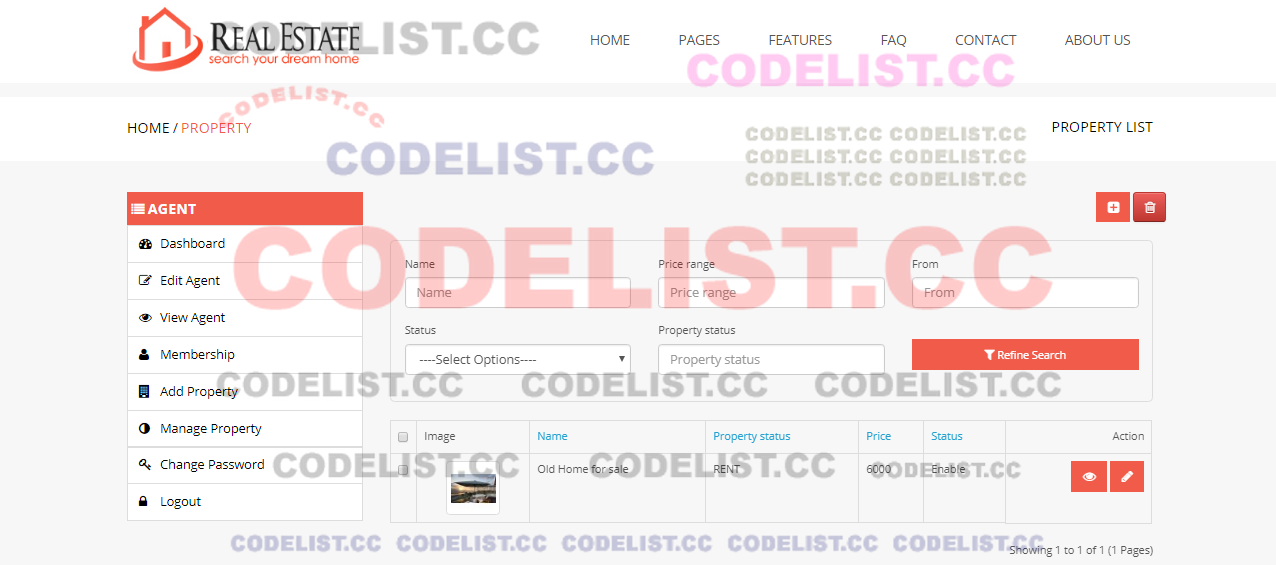 REAL ESTATE
search your dream home
CODELIST.CC
HOME PAGES FEATURES FAQ CONTACT ABOUT US
CODELIST.CC
CODELIST.CC
HOME / PROPERTY
PROPERTY LIST
CODELIST.CC
CODELIST.CC CODELIST.CC
CODELIST.CC CODELIST.CC
CODELIST.CC CODELIST.CC
AGENT
Dashboard
Edit Agent
View Agent
Membership
Add Property
Manage Property
Change Password
Logout
CODELIST.CC
Name Price range From
Name Price range From
Status Property status
----Select Options---- Property status Refine Search
CODELIST.CC CODELIST.CC CODELIST.CC
Image Name Property status Price Status Action
Old Home for sale RENT 6000 Enable
CODELIST.CC CODELIST.CC CODELIST.CC
CODELIST.CC CODELIST.CC CODELIST.CC CODELIST.CC CODELIST.CC
Showing 1 to 1 of 1 (1 Pages)